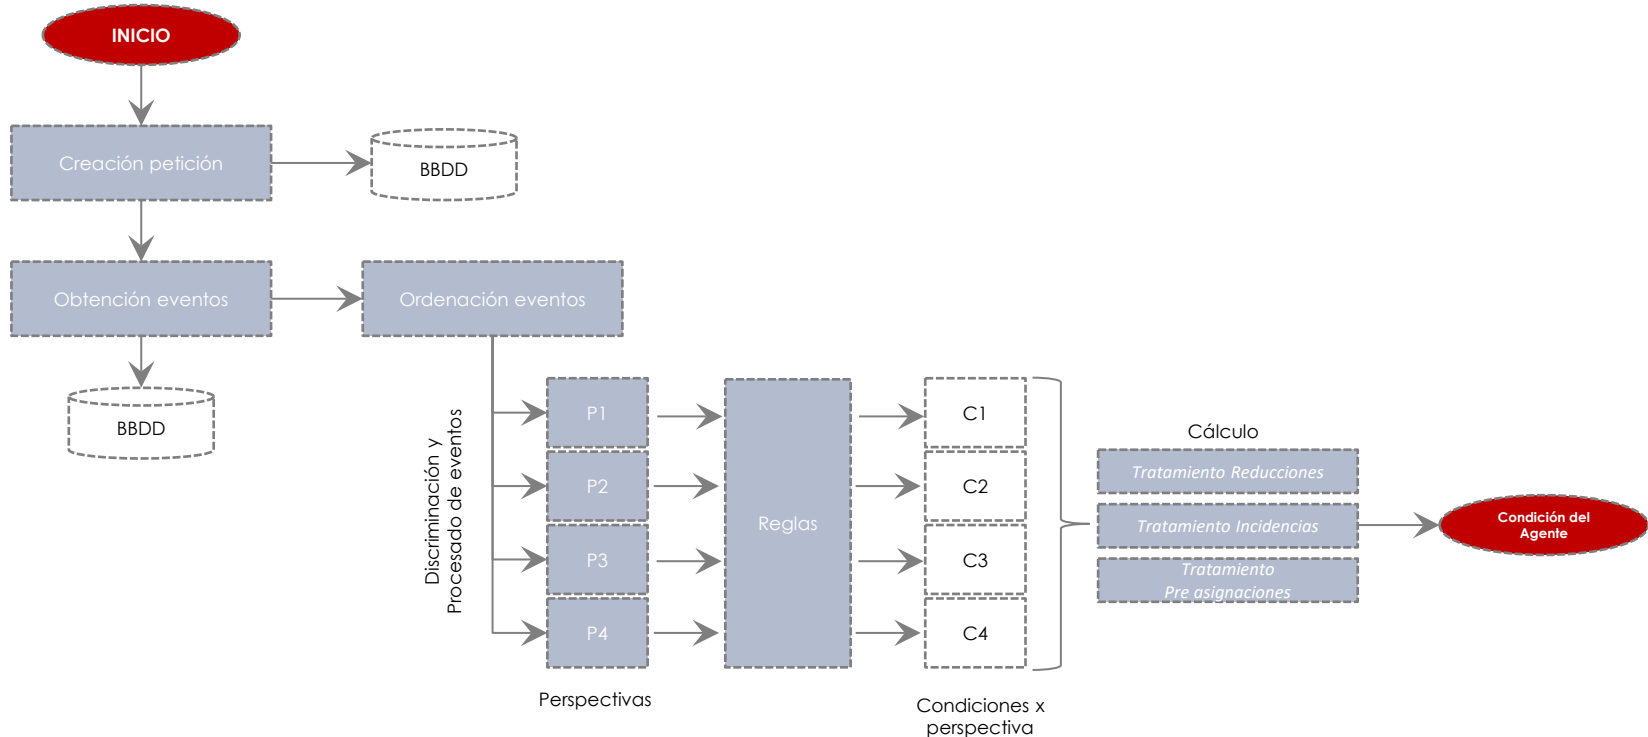 INICIO
Creación petición
BBDD
Obtención eventos
Ordenación eventos
BBDD
Discriminación y
Procesado de eventos
P1
P2
P3
P4
Perspectivas
Reglas
C1
C2
C3
C4
Condiciones x
perspectiva
Cálculo
Tratamiento Reducciones
Tratamiento Incidencias
Tratamiento
Pre asignaciones
Condición del
Agente